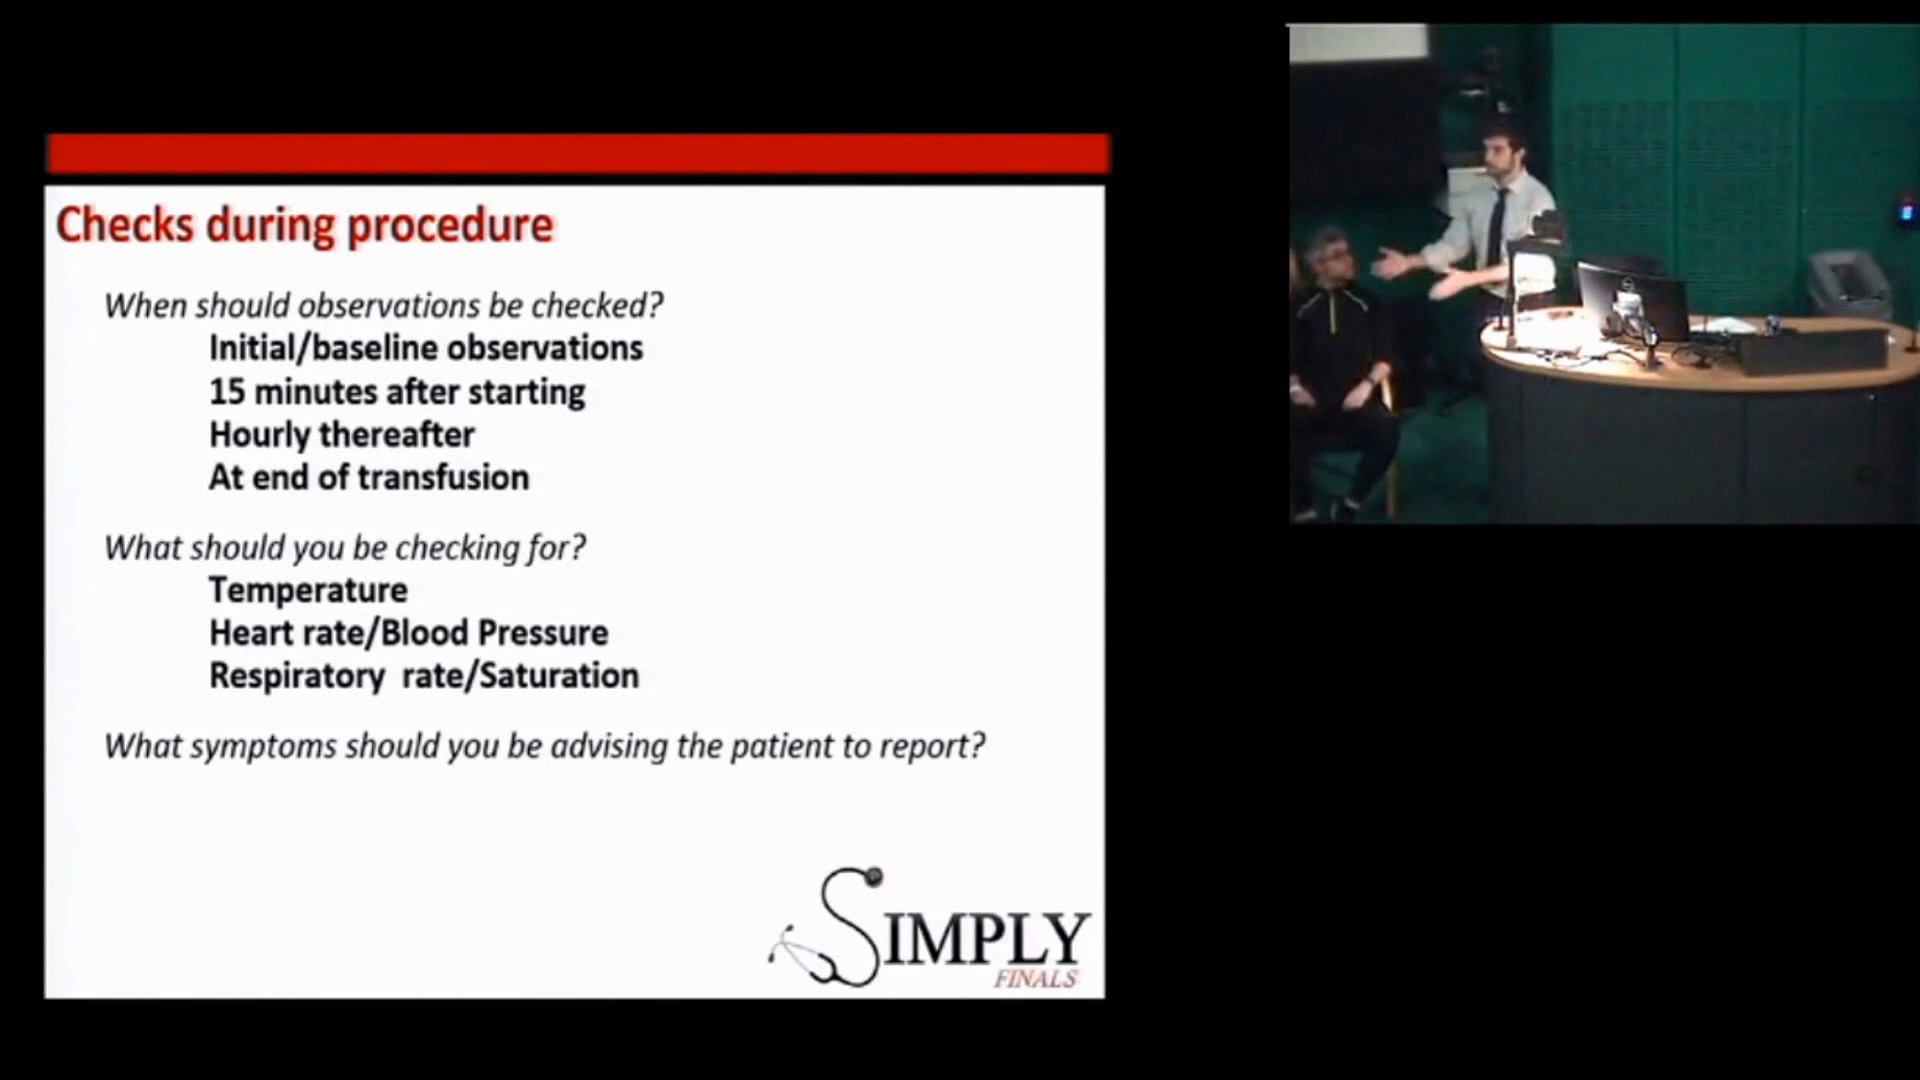 Checks during procedure
When should observations be checked?
Initial/baseline observations
15 minutes after starting
Hourly thereafter
At end of transfusion
What should you be checking for?
Temperature
Heart rate/Blood Pressure
Respiratory rate/Saturation
What symptoms should you be advising the patient to report?
SIMPLY
FINALS